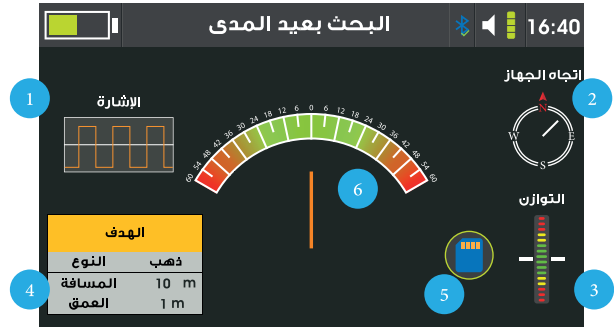 البحث بعيد المدى
16:40
1
الإشارة
60 54 48 42 36 30 24 18 12 6 0 6 12 18 24 30 36 42 48 54 60
اتجاه الجهاز
2
N
W E
S
6
التوازن
الهدف
النوع ذهب
المسافة 10 m
العمق 1 m
4
5
3